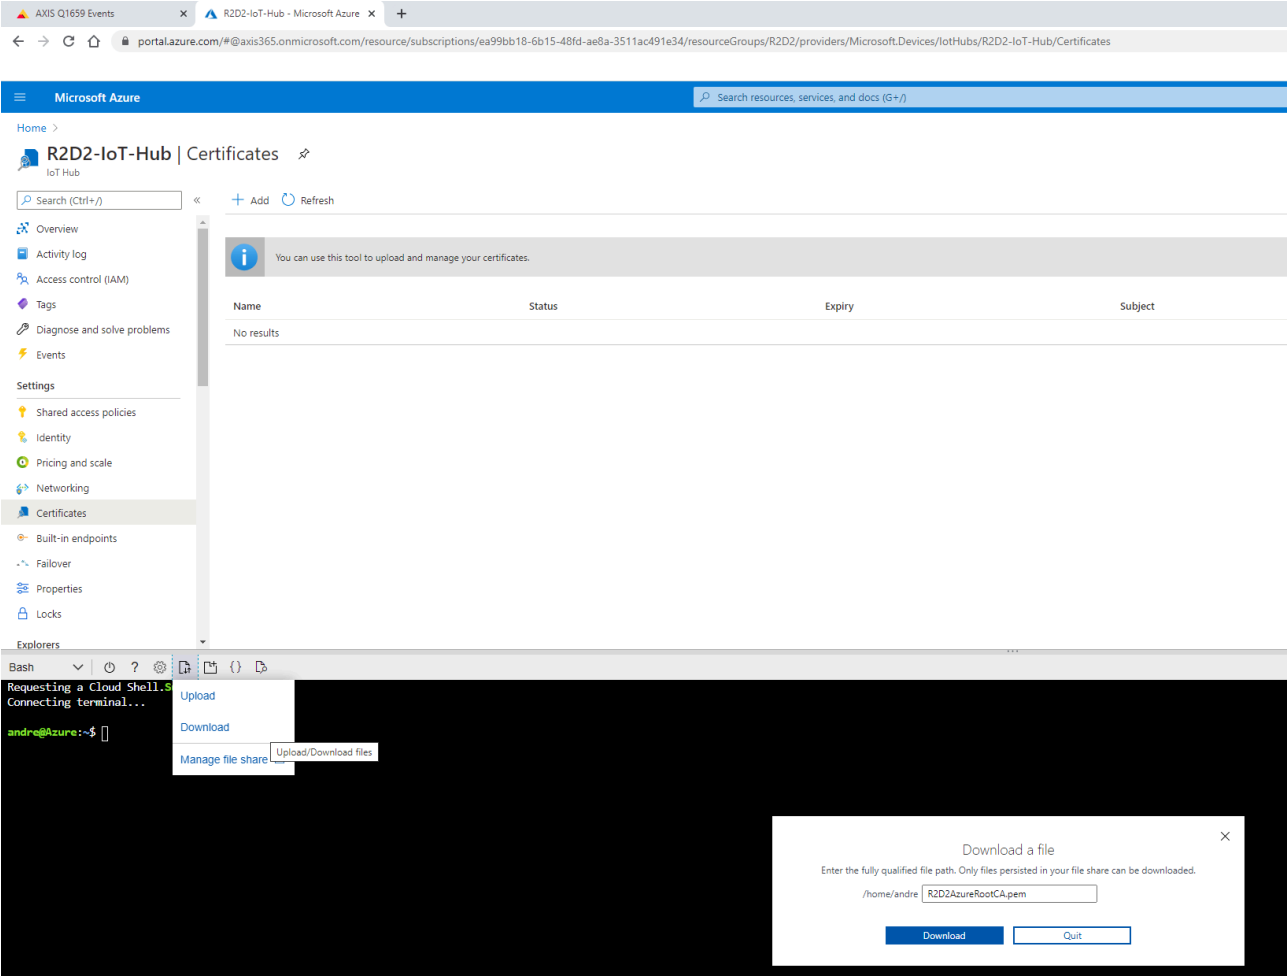 AXIS Q1659 Events
R2D2-IoT-Hub - Microsoft Azure
portal.azure.com/#@axis365.onmicrosoft.com/resource/subscriptions/ea99bb18-6b15-48fd-ae8a-3511ac491e34/resourceGroups/R2D2/providers/Microsoft.Devices/IotHubs/R2D2-IoT-Hub/Certificates
Microsoft Azure
Search resources, services, and docs (G+/)
Home >
R2D2-IoT-Hub | Certificates
IoT Hub
Search (Ctrl+/)
«
+ Add
Refresh
Overview
Activity log
Access control (IAM)
Tags
Diagnose and solve problems
Events
Settings
Shared access policies
Identity
Pricing and scale
Networking
Certificates
Built-in endpoints
Failover
Properties
Locks
Explorers
You can use this tool to upload and manage your certificates.
Name Status Expiry Subject
No results
Bash
?
{}
Requesting a Cloud Shell.S
Connecting terminal...
andre@Azure:~$
Upload
Download
Manage file share
Upload/Download files
Download a file
Enter the fully qualified file path. Only files persisted in your file share can be downloaded.
/home/andre R2D2AzureRootCA.pem
Download Quit